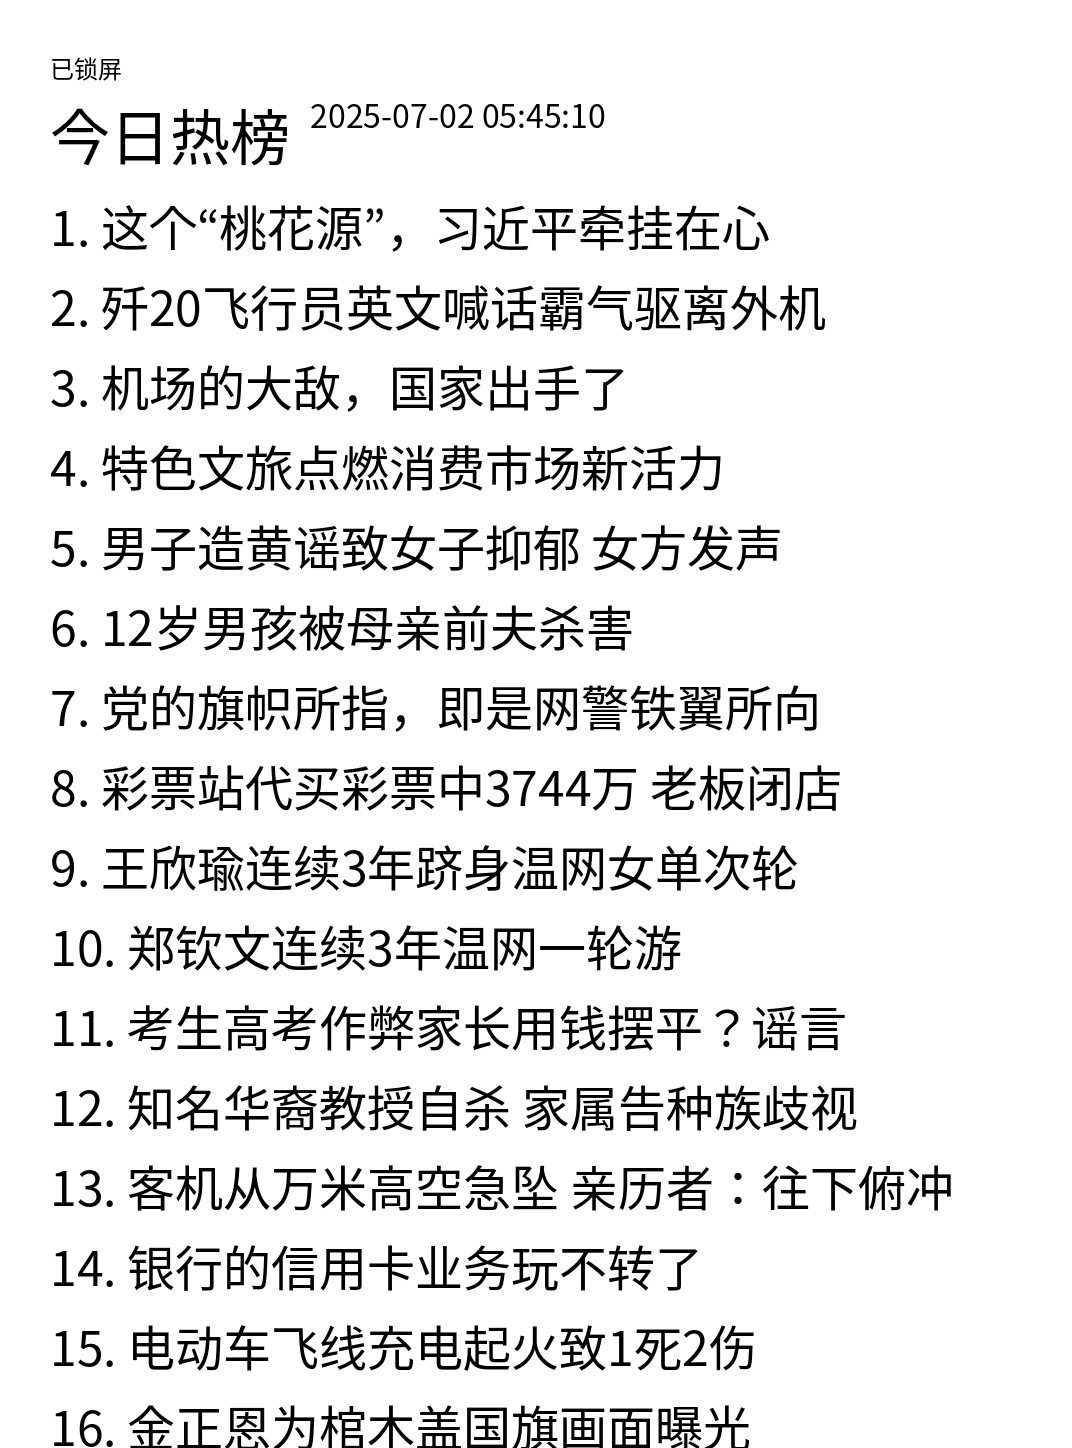 已锁屏
今日热榜 2025-07-02 05:45:10
1. 这个“桃花源”，习近平牵挂在心
2. 歼20飞行员英文喊话霸气驱离外机
3. 机场的大敌，国家出手了
4. 特色文旅点燃消费市场新活力
5. 男子造黄谣致女子抑郁 女方发声
6. 12岁男孩被母亲前夫杀害
7. 党的旗帜所指，即是网警铁翼所向
8. 彩票站代买彩票中3744万 老板闭店
9. 王欣瑜连续3年跻身温网女单次轮
10. 郑钦文连续3年温网一轮游
11. 考生高考作弊家长用钱摆平？谣言
12. 知名华裔教授自杀 家属告种族歧视
13. 客机从万米高空急坠 亲历者：往下俯冲
14. 银行的信用卡业务玩不转了
15. 电动车飞线充电起火致1死2伤
16. 金正恩为棺木盖国旗画面曝光